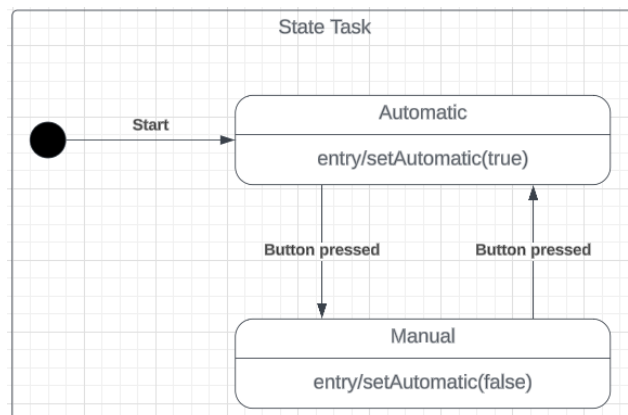 State Task
Automatic
Start
entry/setAutomatic(true)
Button pressed
Button pressed
Manual
entry/setAutomatic(false)